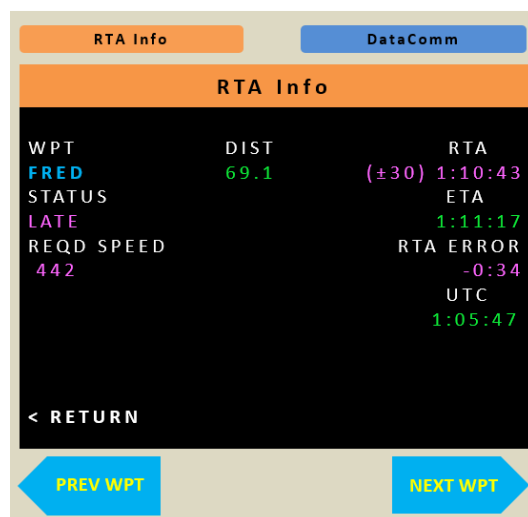 RTA Info DataComm
RTA Info
WPT DIST RTA
FRED 69.1 (±30) 1:10:43
STATUS ETA
LATE 1:11:17
REQD SPEED RTA ERROR
442 -0:34
UTC
1:05:47
< RETURN
PREV WPT NEXT WPT